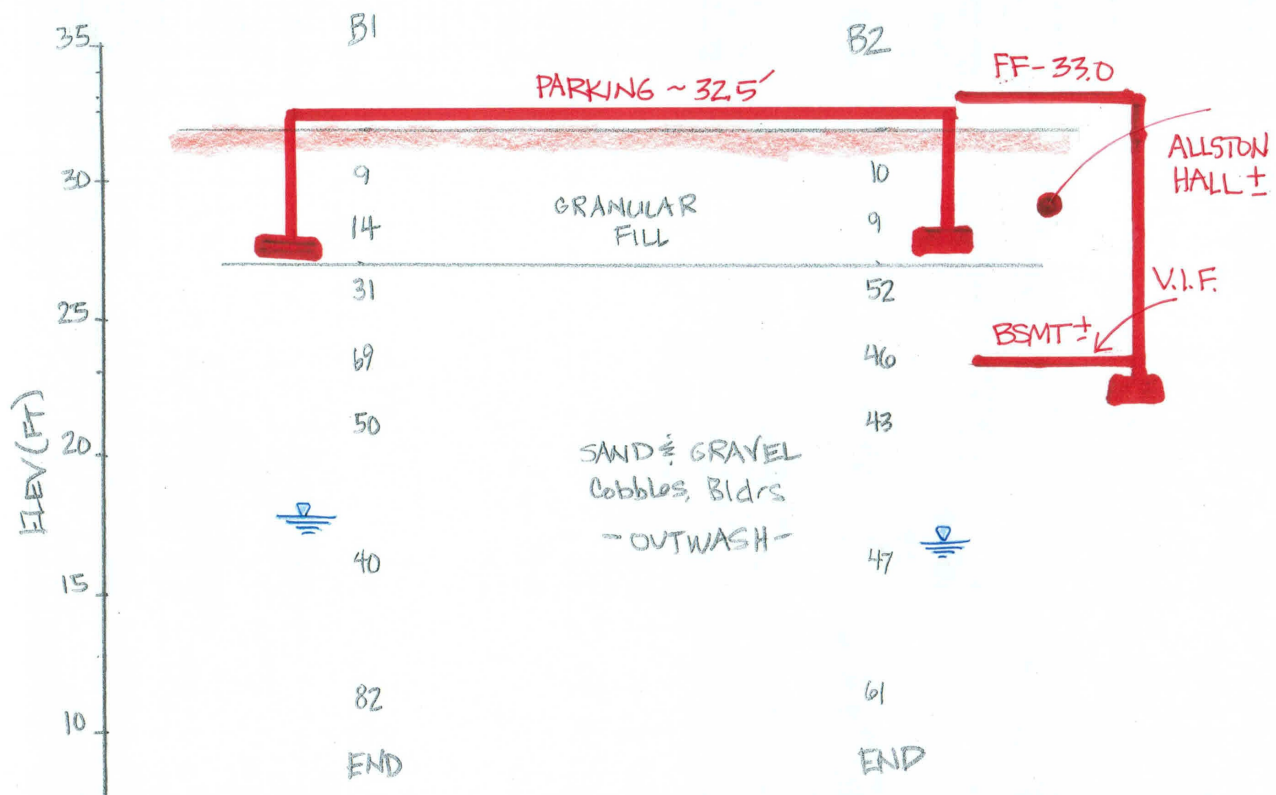 35
B1
B2
PARKING ~ 32.5'
FF-33.0
ALLSTON
HALL ±
30
9
10
GRANULAR
FILL
14
9
31
52
25
V.I.F.
BSMT ±
69
46
50
43
20
ELEV (FT)
SAND & GRAVEL
Cobbles, Bldrs
- OUTWASH -
40
47
15
82
61
10
END
END